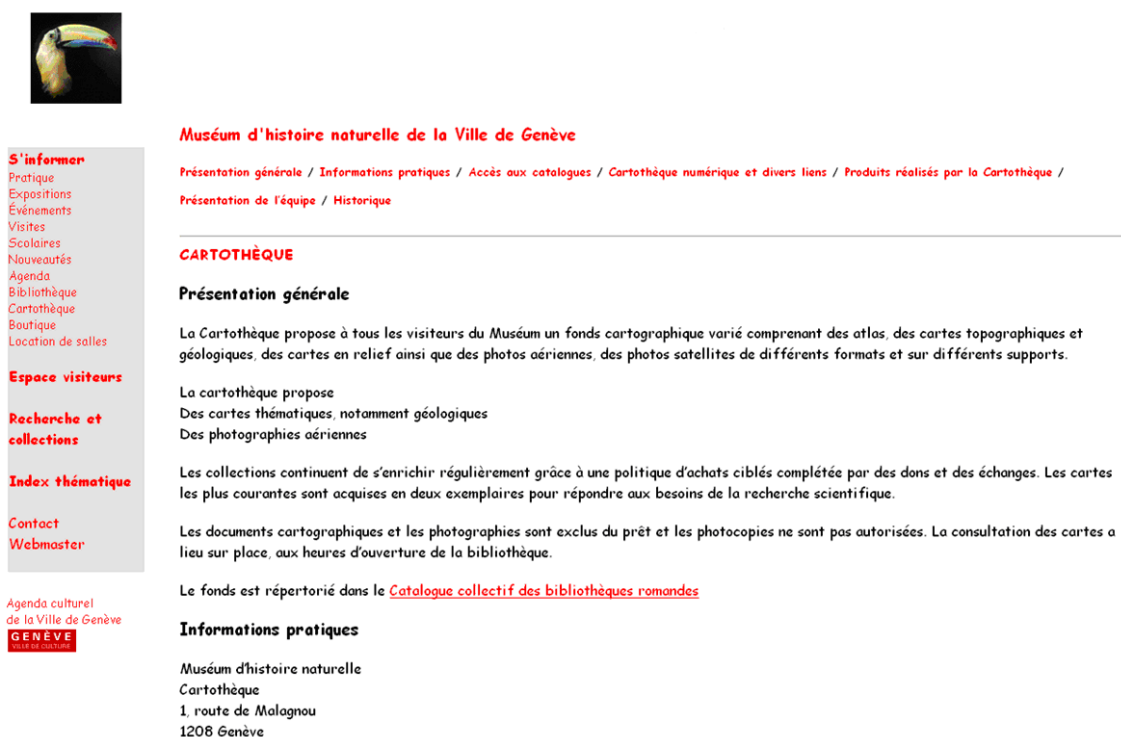 Muséum d'histoire naturelle de la Ville de Genève
Présentation générale / Informations pratiques / Accès aux catalogues / Cartothèque numérique et divers liens / Produits réalisés par la Cartothèque /
Présentation de l'équipe / Historique
S'informer
Pratique
Expositions
Événements
Visites
Scolaires
Nouveautés
Agenda
Bibliothèque
Cartothèque
Boutique
Location de salles
Espace visiteurs
Recherche et
collections
Index thématique
Contact
Webmaster
Agenda culturel
de la Ville de Genève
GENÈVE
VILLE DE CULTURE
CARTOTHÈQUE
Présentation générale
La Cartothèque propose à tous les visiteurs du Muséum un fonds cartographique varié comprenant des atlas, des cartes topographiques et
géologiques, des cartes en relief ainsi que des photos aériennes, des photos satellites de différents formats et sur différents supports.
La cartothèque propose
Des cartes thématiques, notamment géologiques
Des photographies aériennes
Les collections continuent de s'enrichir régulièrement grâce à une politique d'achats ciblés complétée par des dons et des échanges. Les cartes
les plus courantes sont acquises en deux exemplaires pour répondre aux besoins de la recherche scientifique.
Les documents cartographiques et les photographies sont exclus du prêt et les photocopies ne sont pas autorisées. La consultation des cartes a
lieu sur place, aux heures d'ouverture de la bibliothèque.
Le fonds est répertorié dans le Catalogue collectif des bibliothèques romandes
Informations pratiques
Muséum d'histoire naturelle
Cartothèque
1, route de Malagnou
1208 Genève